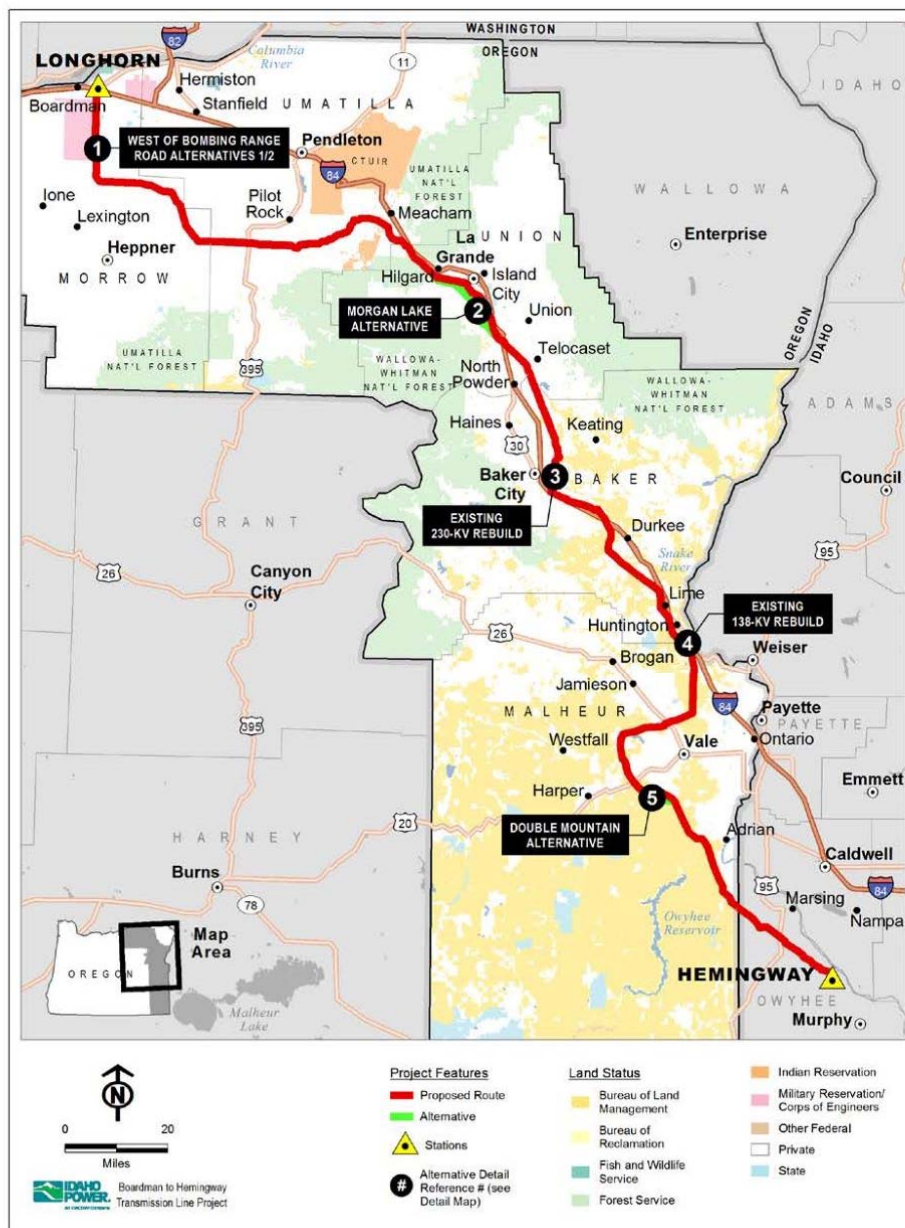 WASHINGTON
OREGON
82
Columbia
River
11
IDAHO
LONGHORN
Hermiston
Boardman
Stanfield
UMATILLA
1
WEST OF BOMBING RANGE
ROAD ALTERNATIVES 1/2
Pendleton
CTUIR
84
UMATILLA
NAT'L
FOREST
WALLOWA
Ione
Lexington
Pilot
Rock
Meacham
Heppner
MORROW
La
Grande
UNION
Enterprise
Hilgard
Island
City
MORGAN LAKE
ALTERNATIVE
2
Union
OREGON
IDAHO
UMATILLA
NAT'L FOREST
395
WALLOWA-
WHITMAN
NAT'L FOREST
Telocaset
North
Powder
WALLOWA-
WHITMAN
NAT'L FOREST
ADAMS
Haines
30
Keating
Baker
City
3
BAKER
Council
EXISTING
230-KV REBUILD
GRANT
Durkee
Snake
River
95
26
Canyon
City
Lime
EXISTING
138-KV REBUILD
Huntington
4
26
Brogan
Weiser
Jamieson
84
395
MALHEUR
Payette
PAYETTE
Westfall
Vale
Ontario
Harper
5
Emmett
DOUBLE MOUNTAIN
ALTERNATIVE
HARNEY
20
Adrian
Burns
Caldwell
78
95
84
Marsing
Nampa
Map
Area
OREGON
Owyhee
Reservoir
HEMINGWAY
OWYHEE
Malheur
Lake
Murphy
N
0 20
Miles
IDAHO
POWER
Boardman to Hemingway
Transmission Line Project
Project Features
Proposed Route
Alternative
Stations
# Alternative Detail
Reference # (see
Detail Map)
Land Status
Bureau of Land
Management
Bureau of
Reclamation
Fish and Wildlife
Service
Forest Service
Indian Reservation
Military Reservation/
Corps of Engineers
Other Federal
Private
State